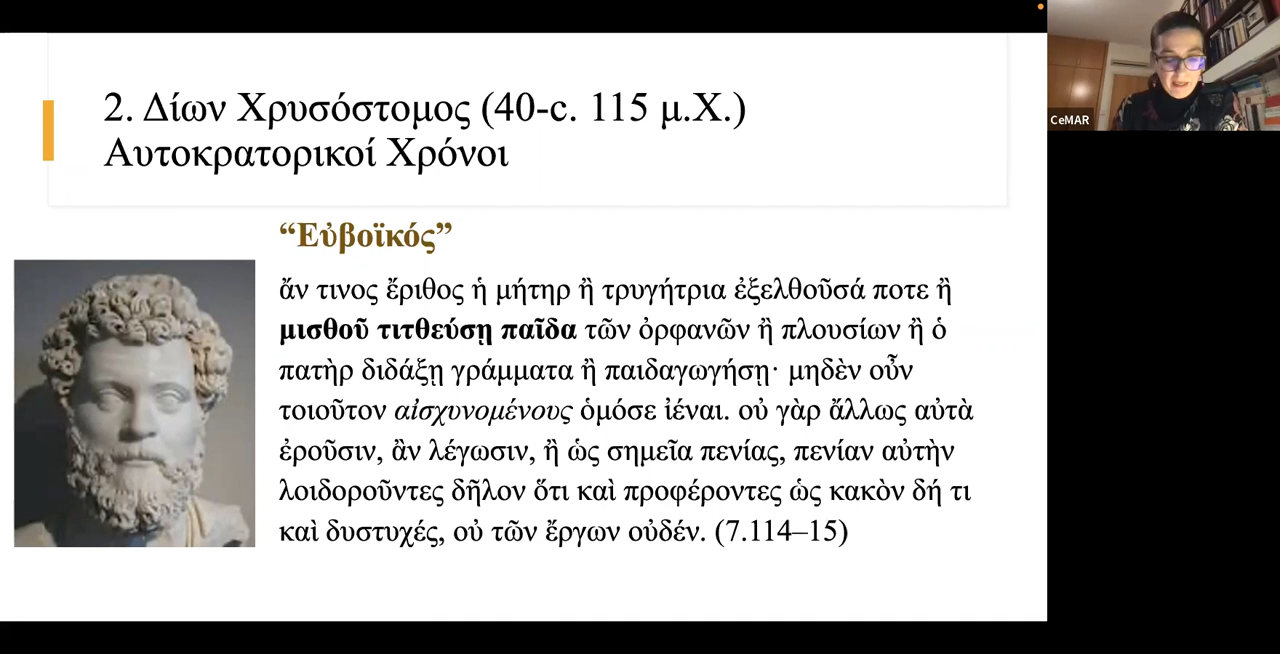 2. Δίων Χρυσόστομος (40-c. 115 μ.Χ.)
Αυτοκρατορικοί Χρόνοι
“Εὐβοϊκός”
ἄν τινος ἔριθος ἡ μήτηρ ἢ τρυγήτρια ἐξελθοῦσά ποτε ἢ
μισθοῦ τιτθεύσῃ παῖδα τῶν ὀρφανῶν ἢ πλουσίων ἢ ὁ
πατὴρ διδάξῃ γράμματα ἢ παιδαγωγήσῃ· μηδὲν οὖν
τοιοῦτον αἰσχυνομένους ὁμόσε ἰέναι. οὐ γὰρ ἄλλως αὐτὰ
ἐροῦσιν, ἂν λέγωσιν, ἢ ὡς σημεῖα πενίας, πενίαν αὐτὴν
λοιδοροῦντες δῆλον ὅτι καὶ προφέροντες ὡς κακὸν δή τι
καὶ δυστυχές, οὐ τῶν ἔργων οὐδέν. (7.114–15)
CeMAR